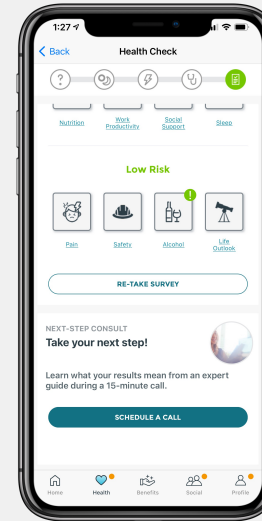 1:27
Back
Health Check
?
Nutrition
Work
Productivity
Social
Support
Sleep
Low Risk
!
Pain
Safety
Alcohol
Life
Outlook
RE-TAKE SURVEY
NEXT-STEP CONSULT
Take your next step!
Learn what your results mean from an expert
guide during a 15-minute call.
SCHEDULE A CALL
Home
Health
Benefits
Social
Profile